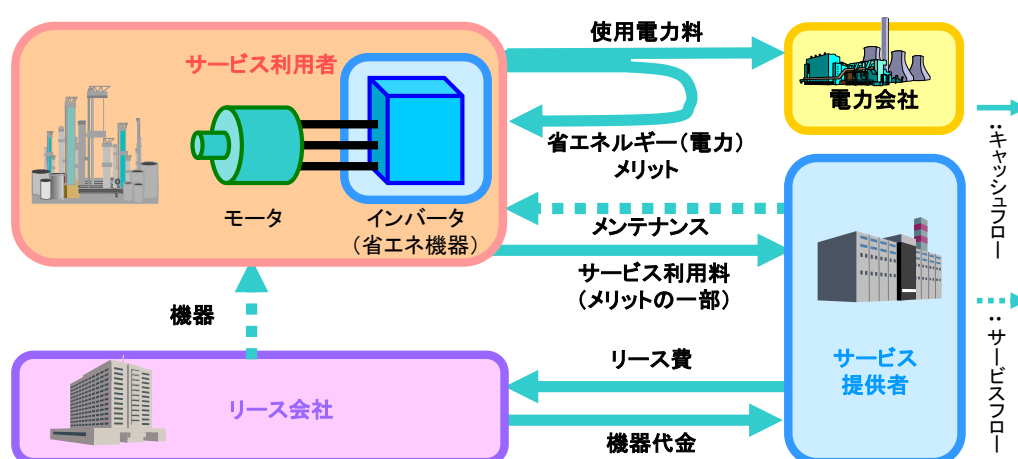 使用電力料
サービス利用者
電力会社
省エネルギー(電力)
メリット
モータ
インバータ
(省エネ機器)
メンテナンス
サービス利用料
(メリットの一部)
機器
リース費
サービス
提供者
リース会社
機器代金
:キャッシュフロー
:サービスフロー